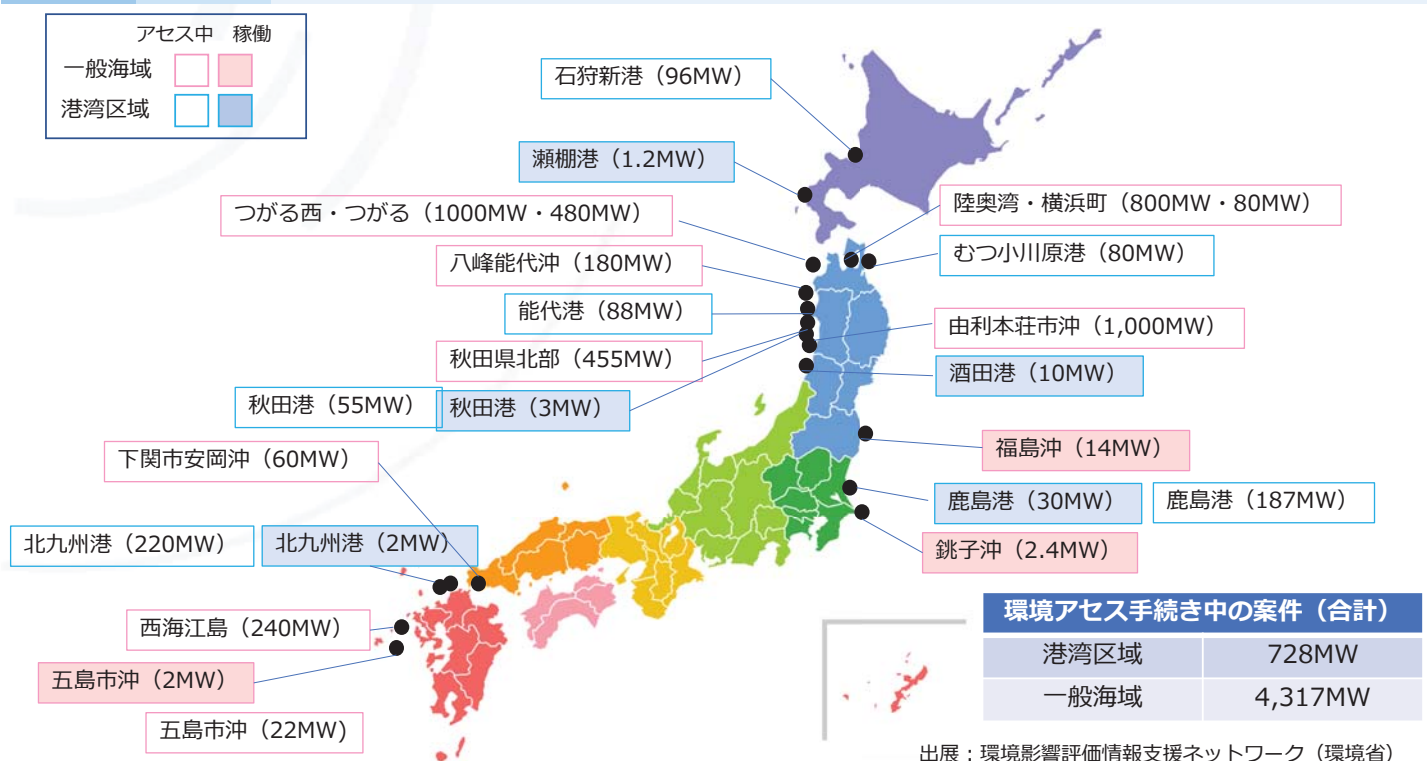 アセス中 稼働
一般海域
港湾区域
石狩新港（96MW）
瀬棚港（1.2MW）
つがる西・つがる（1000MW・480MW）
陸奥湾・横浜町（800MW・80MW）
八峰能代沖（180MW）
むつ小川原港（80MW）
能代港（88MW）
由利本荘市沖（1,000MW）
秋田県北部（455MW）
酒田港（10MW）
秋田港（55MW）
秋田港（3MW）
福島沖（14MW）
下関市安岡沖（60MW）
鹿島港（30MW）
鹿島港（187MW）
北九州港（220MW）
北九州港（2MW）
銚子沖（2.4MW）
西海江島（240MW）
五島市沖（2MW）
五島市沖（22MW)
環境アセス手続き中の案件（合計）
港湾区域 728MW
一般海域 4,317MW
出展：環境影響評価情報支援ネットワーク（環境省）